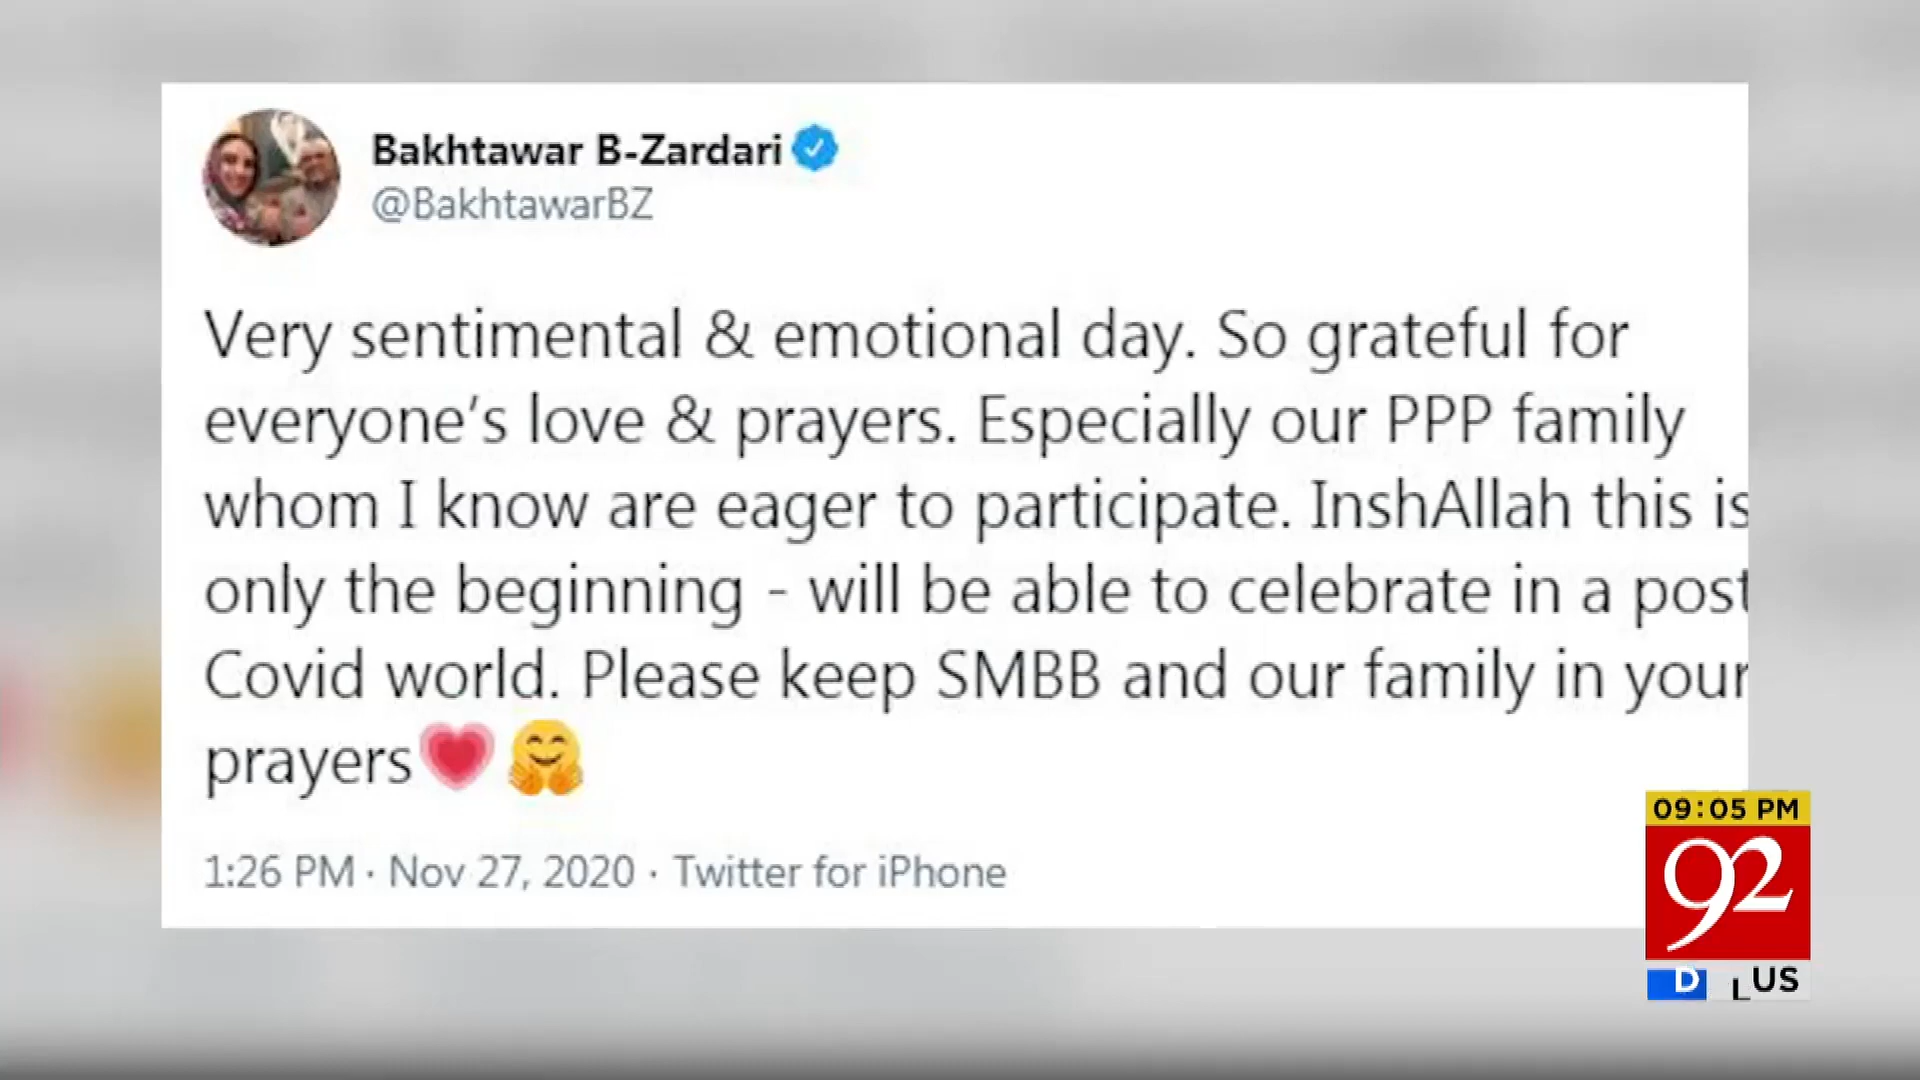 Bakhtawar B-Zardari
@BakhtawarBZ
Very sentimental & emotional day. So grateful for
everyone's love & prayers. Especially our PPP family
whom I know are eager to participate. InshAllah this is
only the beginning - will be able to celebrate in a post
Covid world. Please keep SMBB and our family in your
prayers💗🤗
1:26 PM · Nov 27, 2020 · Twitter for iPhone
09:05 PM
92
D LUS